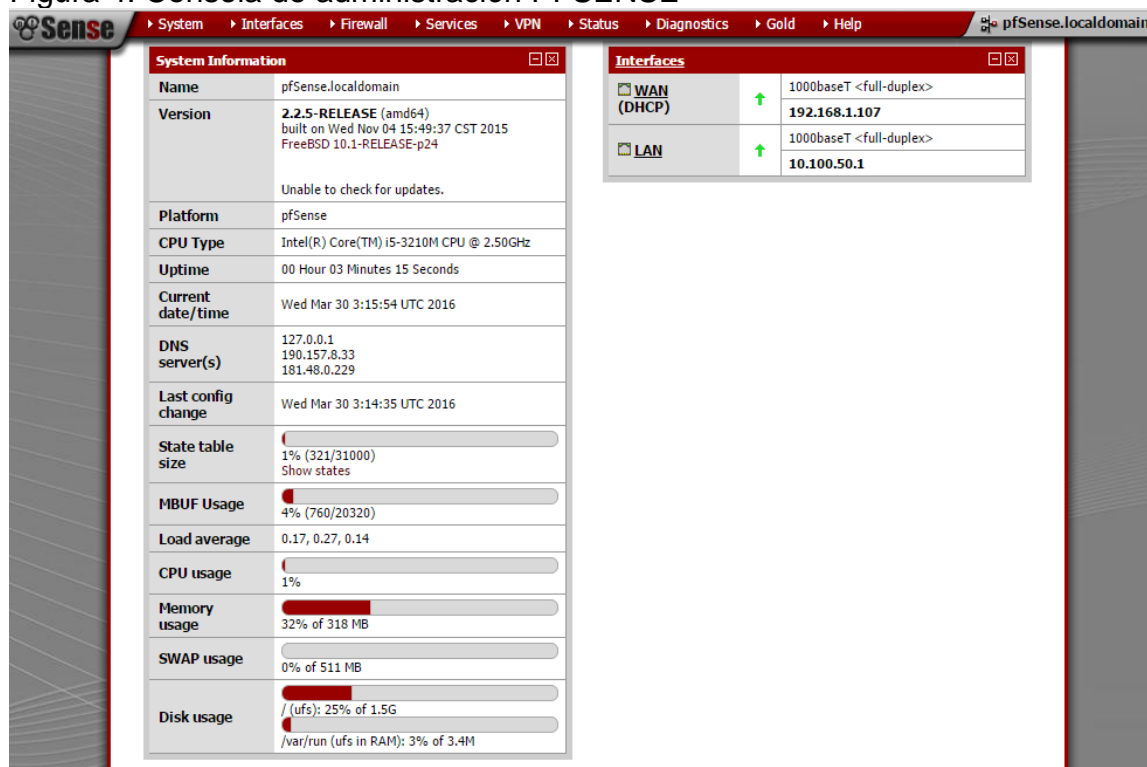 Figura 4. Consola de administración PFSENSE
Sense
System Interfaces Firewall Services VPN Status Diagnostics Gold Help pfSense.localdomain
System Information
Name pfSense.localdomain
Version 2.2.5-RELEASE (amd64)
built on Wed Nov 04 15:49:37 CST 2015
FreeBSD 10.1-RELEASE-p24
Unable to check for updates.
Platform pfSense
CPU Type Intel(R) Core(TM) i5-3210M CPU @ 2.50GHz
Uptime 00 Hour 03 Minutes 15 Seconds
Current
date/time Wed Mar 30 3:15:54 UTC 2016
DNS
server(s)
127.0.0.1
190.157.8.33
181.48.0.229
Last config
change Wed Mar 30 3:14:35 UTC 2016
State table
size
1% (321/31000)
Show states
MBUF Usage
4% (760/20320)
Load average 0.17, 0.27, 0.14
CPU usage
1%
Memory
usage
32% of 318 MB
SWAP usage
0% of 511 MB
Disk usage
/ (ufs): 25% of 1.5G
/var/run (ufs in RAM): 3% of 3.4M
Interfaces
WAN
(DHCP)
1000baseT <full-duplex>
192.168.1.107
LAN
1000baseT <full-duplex>
10.100.50.1